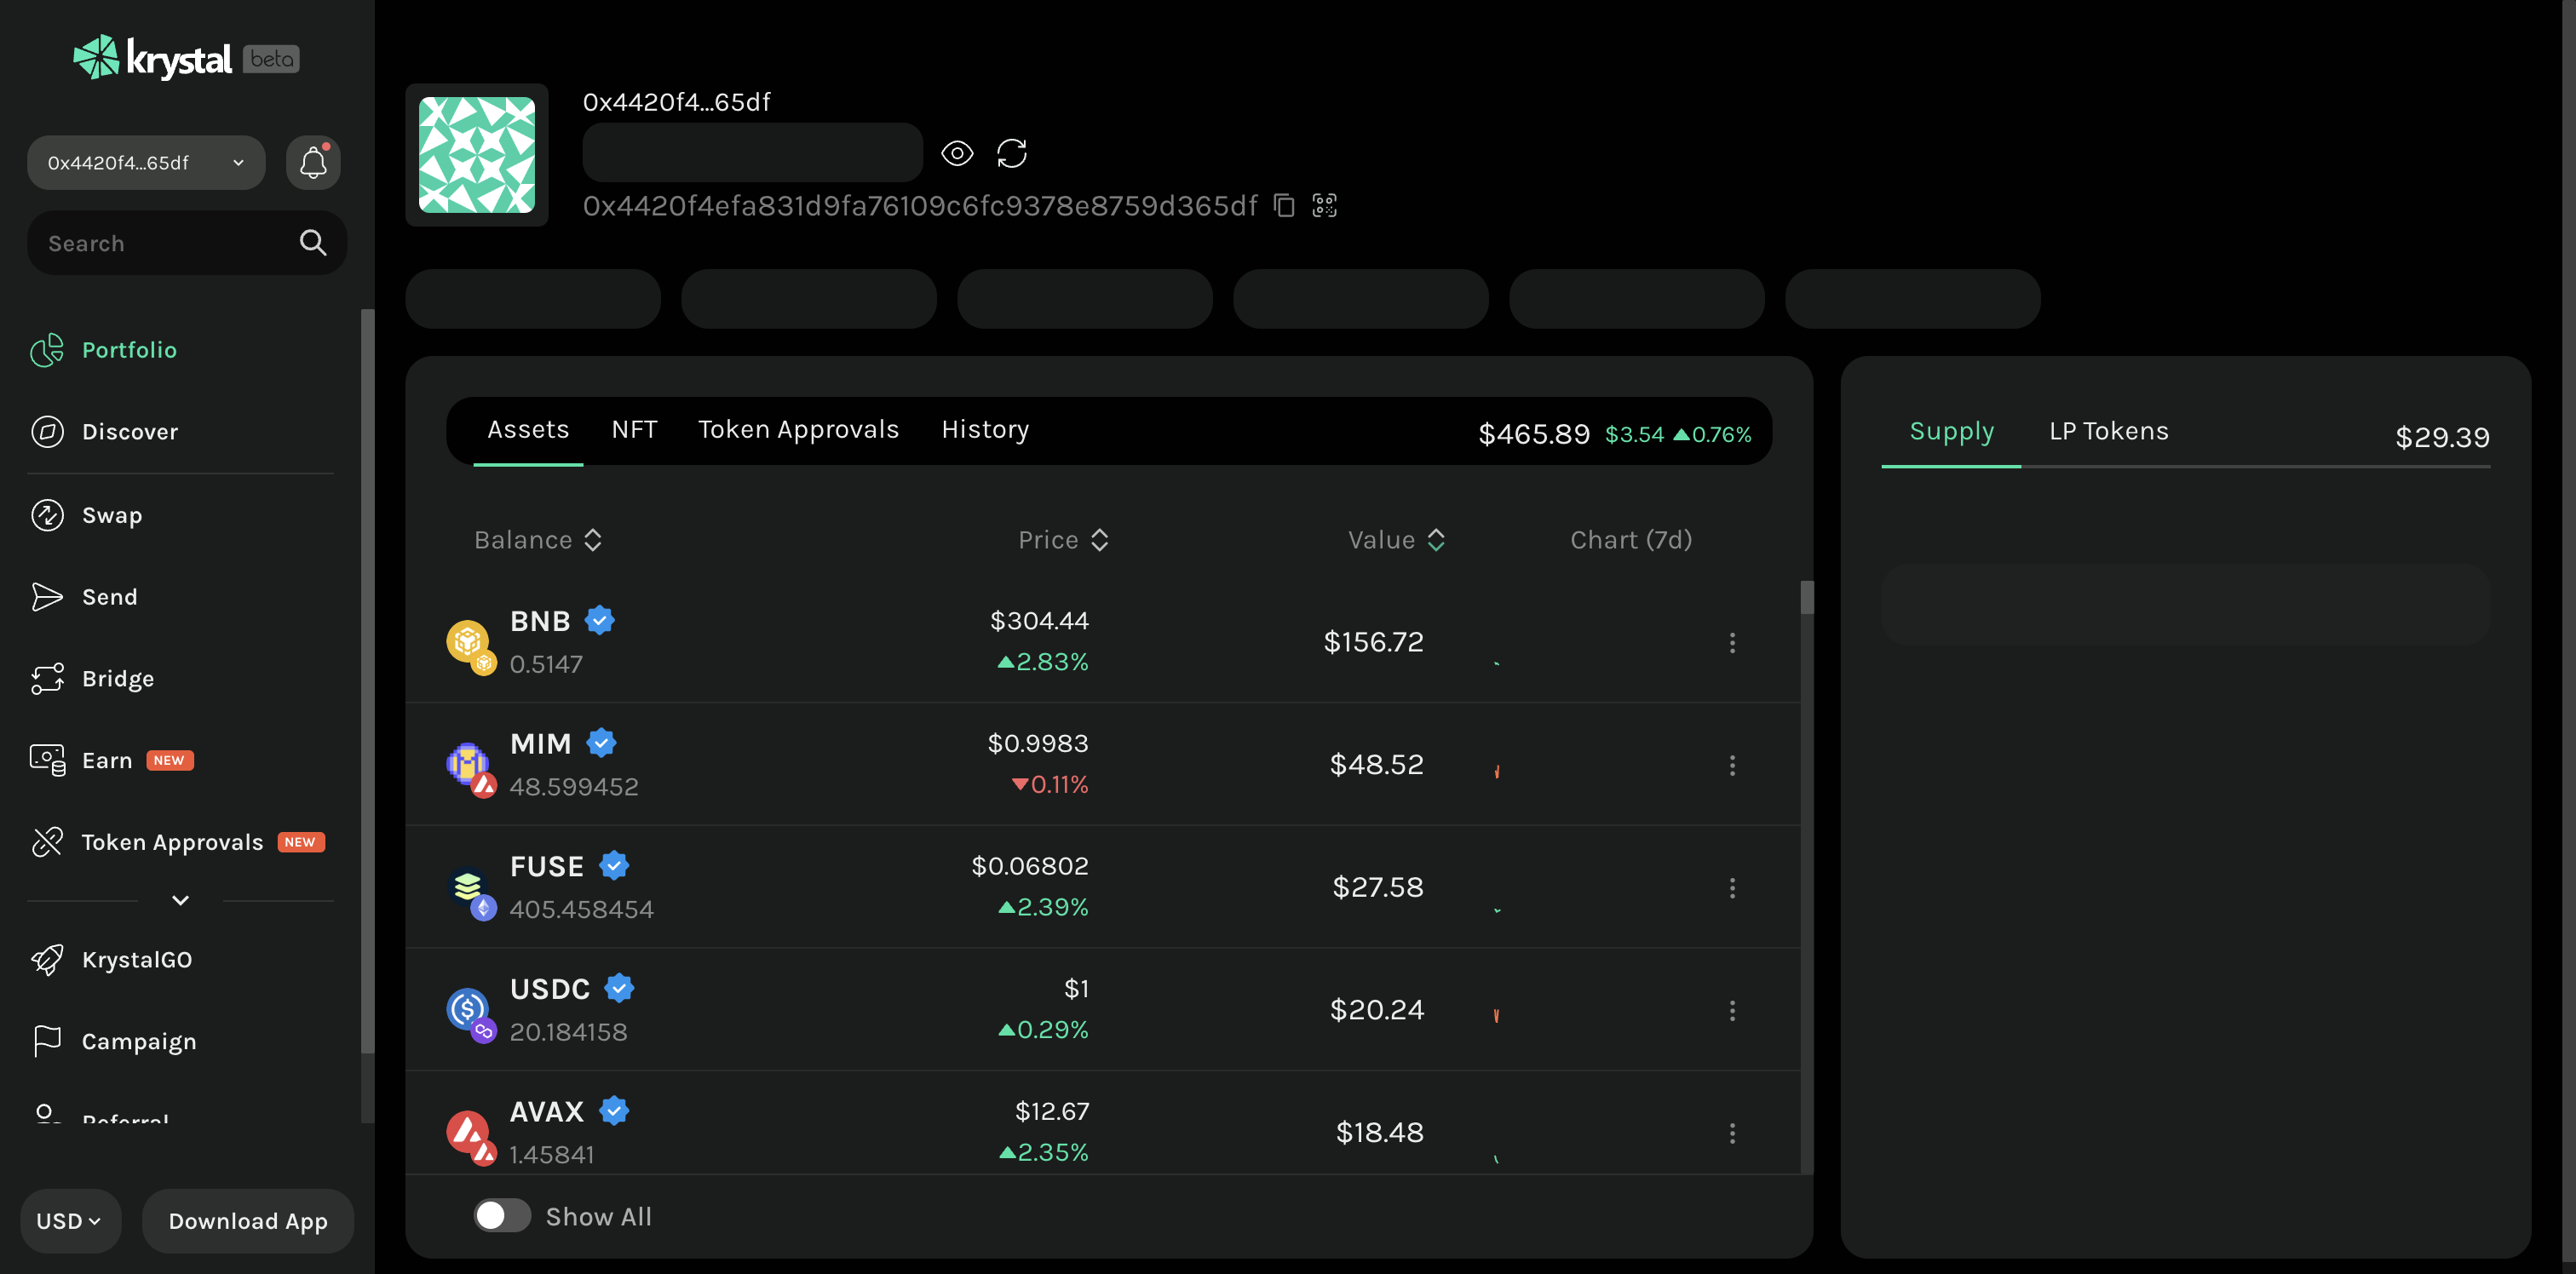 krystal beta
0x4420f4...65df
Search
Portfolio
Discover
Swap
Send
Bridge
Earn NEW
Token Approvals NEW
KrystalGO
Campaign
Referral
USD
Download App
0x4420f4...65df
0x4420f4efa831d9fa76109c6fc9378e8759d365df
Assets NFT Token Approvals History $465.89 $3.54 ▲0.76%
Balance Price Value Chart (7d)
BNB $304.44 $156.72
0.5147 ▲2.83%
MIM $0.9983 $48.52
48.599452 ▼0.11%
FUSE $0.06802 $27.58
405.458454 ▲2.39%
USDC $1 $20.24
20.184158 ▲0.29%
AVAX $12.67 $18.48
1.45841 ▲2.35%
Show All
Supply LP Tokens $29.39